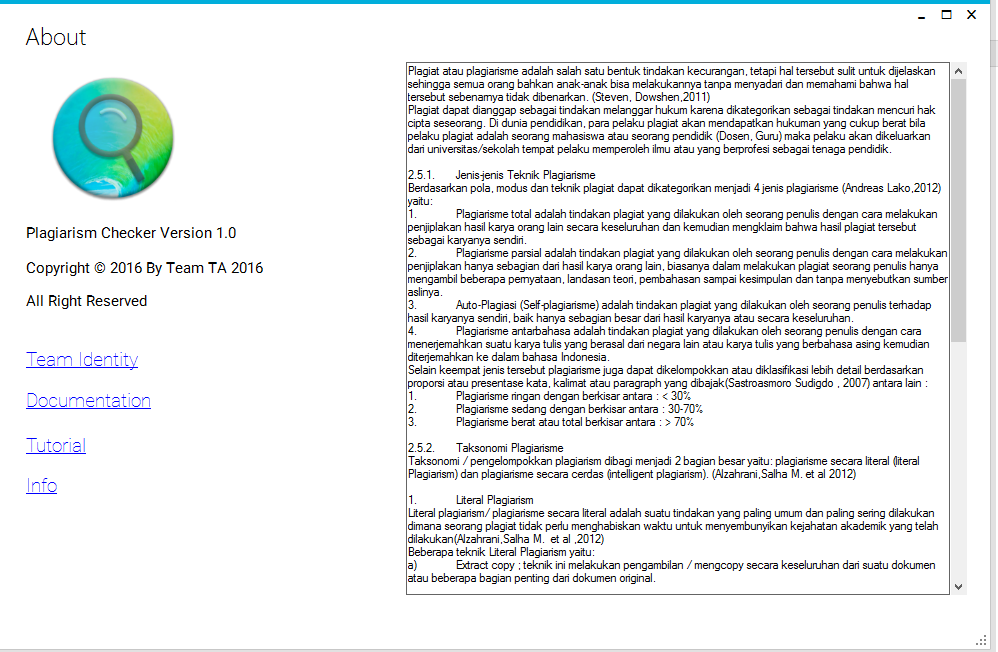 About
Plagiarism Checker Version 1.0
Copyright © 2016 By Team TA 2016
All Right Reserved
Team Identity
Documentation
Tutorial
Info
Plagiat atau plagiarisme adalah salah satu bentuk tindakan kecurangan, tetapi hal tersebut sulit untuk dijelaskan
sehingga semua orang bahkan anak-anak bisa melakukannya tanpa menyadari dan memahami bahwa hal
tersebut sebenarnya tidak dibenarkan. (Steven, Dowshen,2011)
Plagiat dapat dianggap sebagai tindakan melanggar hukum karena dikategorikan sebagai tindakan mencuri hak
cipta seseorang. Di dunia pendidikan, para pelaku plagiat akan mendapatkan hukuman yang cukup berat bila
pelaku plagiat adalah seorang mahasiswa atau seorang pendidik (Dosen, Guru) maka pelaku akan dikeluarkan
dari universitas/sekolah tempat pelaku memperoleh ilmu atau yang berprofesi sebagai tenaga pendidik.
2.5.1. Jenis-jenis Teknik Plagiarisme
Berdasarkan pola, modus dan teknik plagiat dapat dikategorikan menjadi 4 jenis plagiarisme (Andreas Lako,2012)
yaitu:
1. Plagiarisme total adalah tindakan plagiat yang dilakukan oleh seorang penulis dengan cara melakukan
penjiplakan hasil karya orang lain secara keseluruhan dan kemudian mengklaim bahwa hasil plagiat tersebut
sebagai karyanya sendiri.
2. Plagiarisme parsial adalah tindakan plagiat yang dilakukan oleh seorang penulis dengan cara melakukan
penjiplakan hanya sebagian dari hasil karya orang lain, biasanya dalam melakukan plagiat seorang penulis hanya
mengambil beberapa pernyataan, landasan teori, pembahasan sampai kesimpulan dan tanpa menyebutkan sumber
aslinya.
3. Auto-Plagiasi (Self-plagiarisme) adalah tindakan plagiat yang dilakukan oleh seorang penulis terhadap
hasil karyanya sendiri, baik hanya sebagian besar dari hasil karyanya atau secara keseluruhan.
4. Plagiarisme antarbahasa adalah tindakan plagiat yang dilakukan oleh seorang penulis dengan cara
menerjemahkan suatu karya tulis yang berasal dari negara lain atau karya tulis yang berbahasa asing kemudian
diterjemahkan ke dalam bahasa Indonesia.
Selain keempat jenis tersebut plagiarisme juga dapat dikelompokkan atau diklasifikasi lebih detail berdasarkan
proporsi atau presentase kata, kalimat atau paragraph yang dibajak(Sastroasmoro Sudigdo , 2007) antara lain :
1. Plagiarisme ringan dengan berkisar antara : < 30%
2. Plagiarisme sedang dengan berkisar antara : 30-70%
3. Plagiarisme berat atau total berkisar antara : > 70%
2.5.2. Taksonomi Plagiarisme
Taksonomi / pengelompokkan plagiarism dibagi menjadi 2 bagian besar yaitu: plagiarisme secara literal (literal
Plagiarism) dan plagiarisme secara cerdas (intelligent plagiarism). (Alzahrani,Salha M. et al 2012)
1. Literal Plagiarism
Literal plagiarism/ plagiarisme secara literal adalah suatu tindakan yang paling umum dan paling sering dilakukan
dimana seorang plagiat tidak perlu menghabiskan waktu untuk menyembunyikan kejahatan akademik yang telah
dilakukan(Alzahrani,Salha M. et al ,2012)
Beberapa teknik Literal Plagiarism yaitu:
a) Extract copy ; teknik ini melakukan pengambilan / mengcopy secara keseluruhan dari suatu dokumen
atau beberapa bagian penting dari dokumen original.